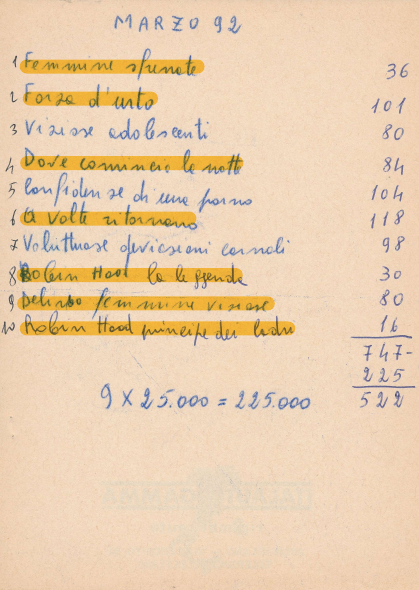 MARZO 92
1 Femmine sfrenate 36
2 Forza d'urto 101
3 Viziose adolescenti 80
4 Dove comincia la notte 84
5 Confidenze di una porno 104
6 A volte ritornano 118
7 Voluttuose deviazioni carnali 98
8 Robin Hood la leggenda 30
9 Delirio femmine viziose 80
10 Robin Hood principe dei ladri 16
747-
225
9 X 25.000 = 225.000 522